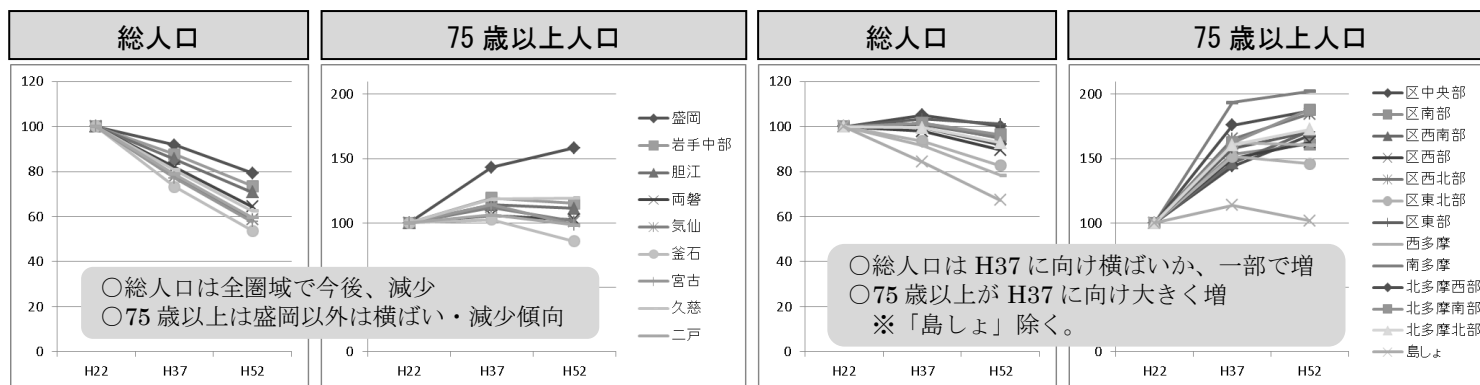 総人口
75 歳以上人口
総人口
75 歳以上人口
120
100
80
60
40
20
0
H22
H37
H52
200
150
100
50
0
H22
H37
H52
盛岡
岩手中部
胆江
両磐
気仙
釜石
宮古
久慈
二戸
○総人口は全圏域で今後、減少
○75 歳以上は盛岡以外は横ばい・減少傾向
120
100
80
60
40
20
0
H22
H37
H52
200
150
100
50
0
H22
H37
H52
区中央部
区南部
区西南部
区西部
区西北部
区東北部
区東部
西多摩
南多摩
北多摩西部
北多摩南部
北多摩北部
島しょ
○総人口は H37 に向け横ばいか、一部で増
○75 歳以上が H37 に向け大きく増
※「島しょ」除く。